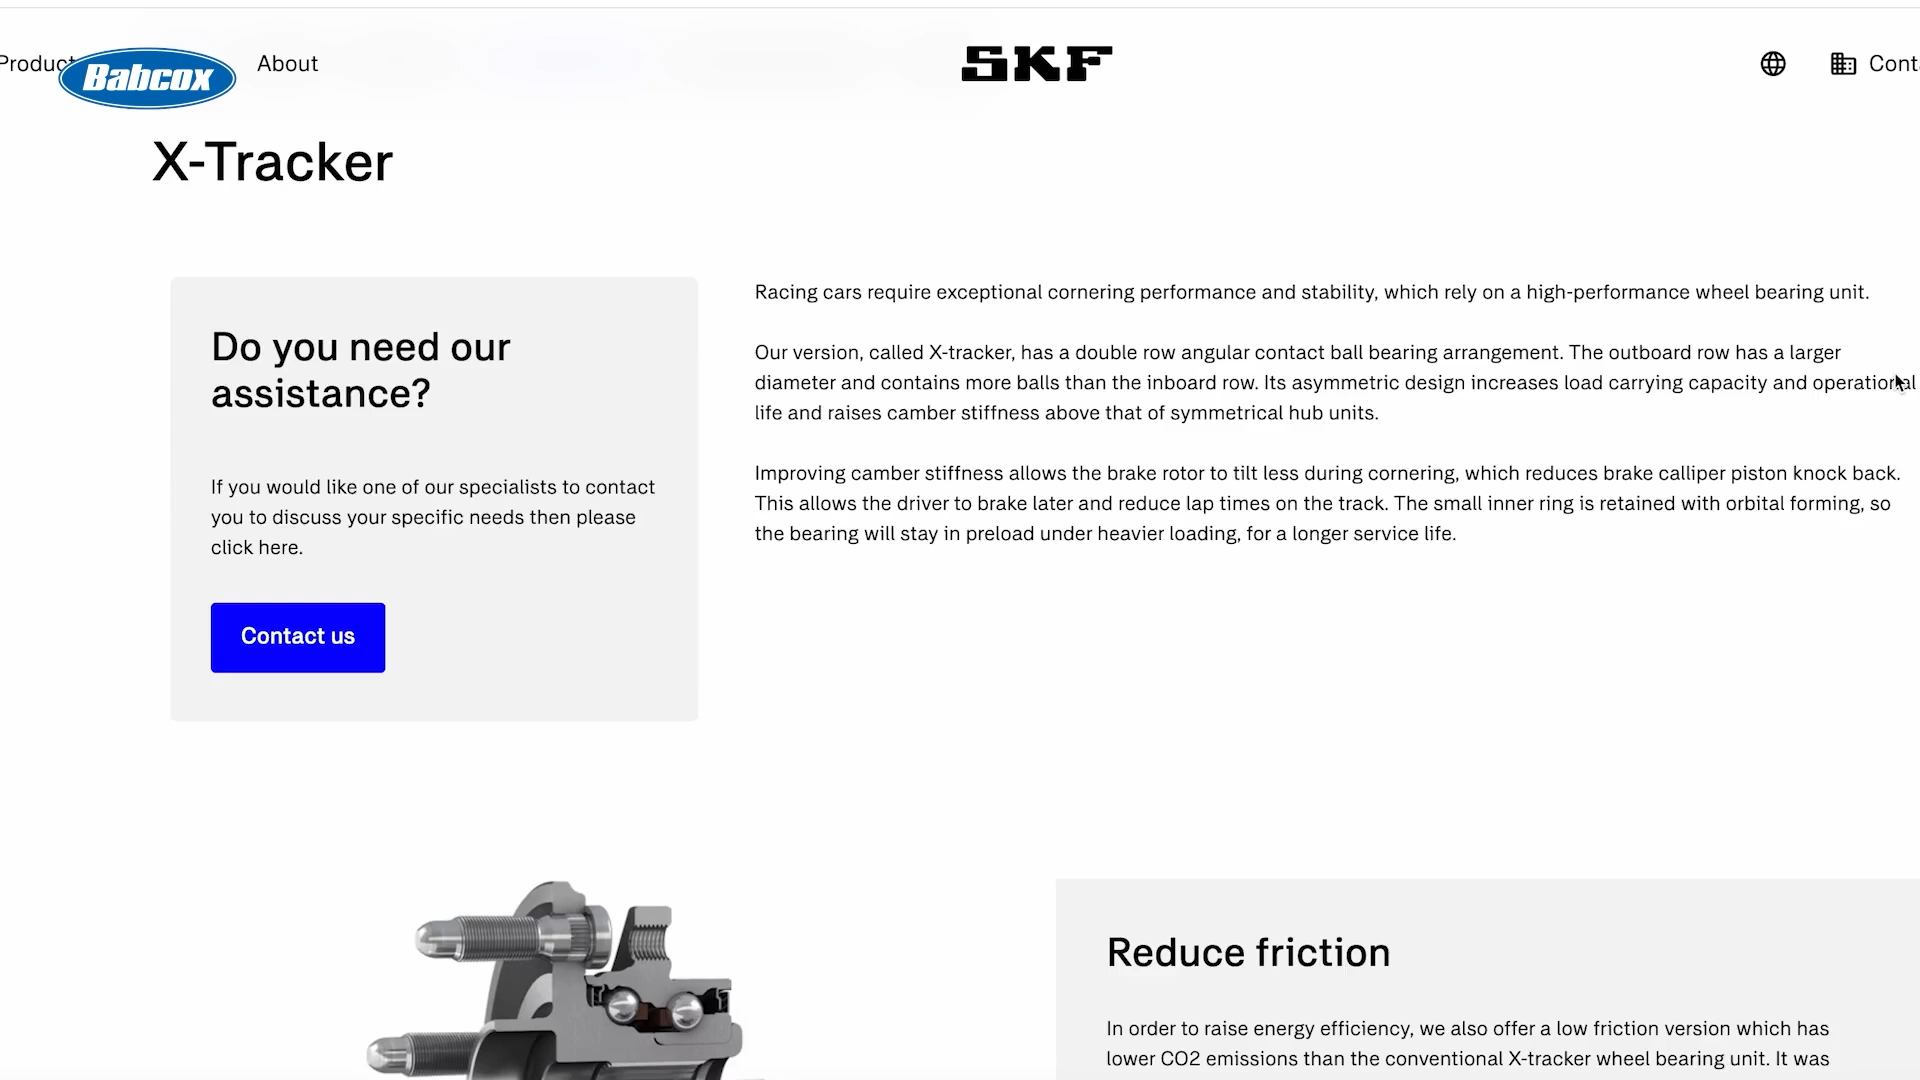 Product
Babcox
About
SKF
Cont
X-Tracker
Do you need our
assistance?
If you would like one of our specialists to contact
you to discuss your specific needs then please
click here.
Contact us
Racing cars require exceptional cornering performance and stability, which rely on a high-performance wheel bearing unit.
Our version, called X-tracker, has a double row angular contact ball bearing arrangement. The outboard row has a larger
diameter and contains more balls than the inboard row. Its asymmetric design increases load carrying capacity and operational
life and raises camber stiffness above that of symmetrical hub units.
Improving camber stiffness allows the brake rotor to tilt less during cornering, which reduces brake calliper piston knock back.
This allows the driver to brake later and reduce lap times on the track. The small inner ring is retained with orbital forming, so
the bearing will stay in preload under heavier loading, for a longer service life.
Reduce friction
In order to raise energy efficiency, we also offer a low friction version which has
lower CO2 emissions than the conventional X-tracker wheel bearing unit. It was